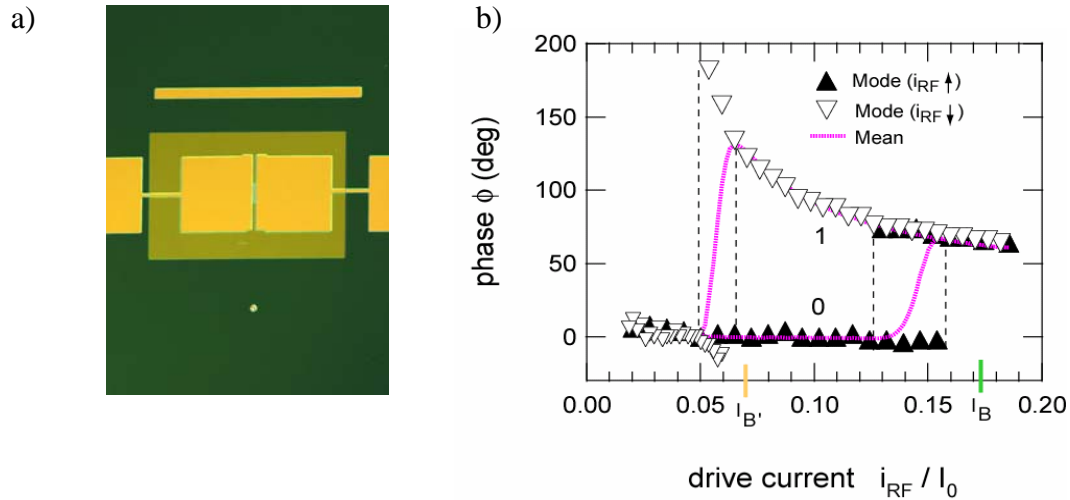 a)
b)
200
150
100
50
0
phase ϕ (deg)
Mode (iRF ↑)
Mode (iRF ↓)
Mean
1
0
0.00
0.05
0.10
0.15
0.20
IB'
IB
drive current iRF / I0